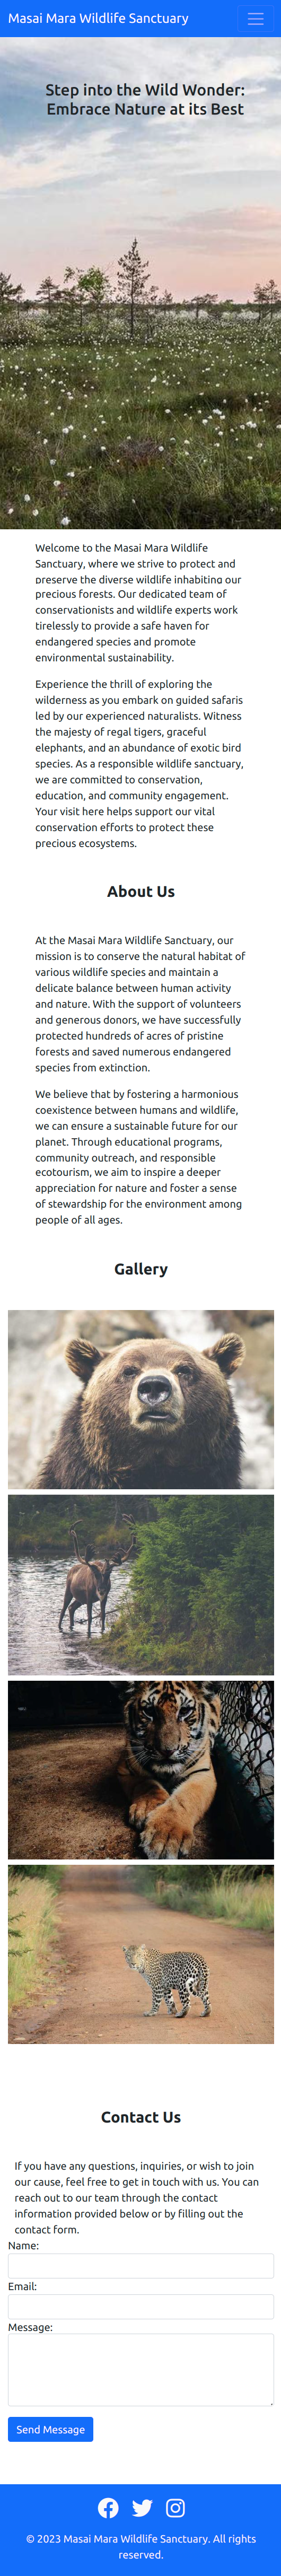 Masai Mara Wildlife Sanctuary
Step into the Wild Wonder:
Embrace Nature at its Best
Welcome to the Masai Mara Wildlife
Sanctuary, where we strive to protect and
preserve the diverse wildlife inhabiting our
precious forests. Our dedicated team of
conservationists and wildlife experts work
tirelessly to provide a safe haven for
endangered species and promote
environmental sustainability.
Experience the thrill of exploring the
wilderness as you embark on guided safaris
led by our experienced naturalists. Witness
the majesty of regal tigers, graceful
elephants, and an abundance of exotic bird
species. As a responsible wildlife sanctuary,
we are committed to conservation,
education, and community engagement.
Your visit here helps support our vital
conservation efforts to protect these
precious ecosystems.
About Us
At the Masai Mara Wildlife Sanctuary, our
mission is to conserve the natural habitat of
various wildlife species and maintain a
delicate balance between human activity
and nature. With the support of volunteers
and generous donors, we have successfully
protected hundreds of acres of pristine
forests and saved numerous endangered
species from extinction.
We believe that by fostering a harmonious
coexistence between humans and wildlife,
we can ensure a sustainable future for our
planet. Through educational programs,
community outreach, and responsible
ecotourism, we aim to inspire a deeper
appreciation for nature and foster a sense
of stewardship for the environment among
people of all ages.
Gallery
Contact Us
If you have any questions, inquiries, or wish to join
our cause, feel free to get in touch with us. You can
reach out to our team through the contact
information provided below or by filling out the
contact form.
Name:
Email:
Message:
Send Message
© 2023 Masai Mara Wildlife Sanctuary. All rights
reserved.